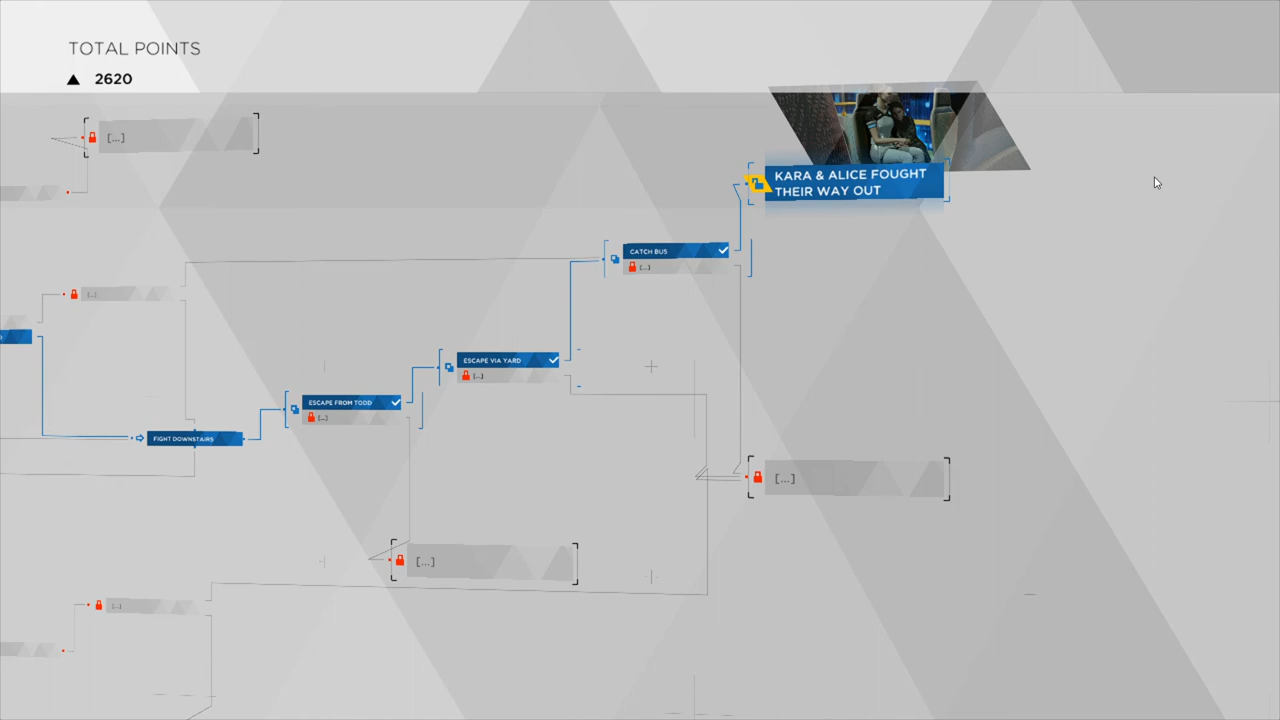 TOTAL POINTS
2620
[...]
KARA & ALICE FOUGHT
THEIR WAY OUT
CATCH BUS
[...]
[...]
ESCAPE VIA YARD
[...]
ESCAPE FROM TODD
[...]
FIGHT DOWNSTAIRS
[...]
[...]
[...]